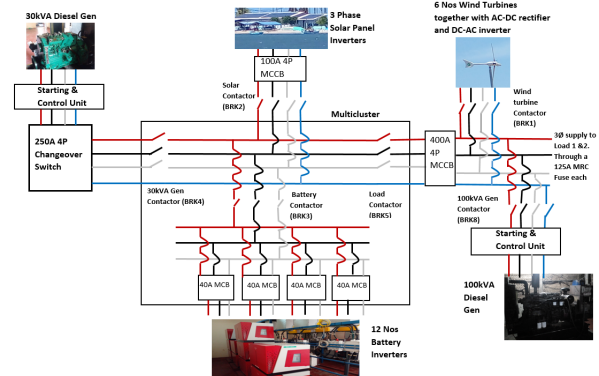 30kVA Diesel Gen
Starting &
Control Unit
250A 4P
Changeover
Switch
3 Phase
Solar Panel
Inverters
100A 4P
MCCB
Solar
Contactor
(BRK2)
Multicluster
6 Nos Wind Turbines
together with AC-DC rectifier
and DC-AC inverter
Wind
turbine
Contactor
(BRK1)
400A
4P
MCCB
3Ø supply to
Load 1 &2.
Through a
125A MRC
Fuse each
30kVA Gen
Contactor (BRK4)
Battery
Contactor
(BRK3)
Load
Contactor
(BRK5)
100kVA Gen
Contactor
(BRK8)
Starting &
Control Unit
40A MCB
40A MCB
40A MCB
40A MCB
100kVA
Diesel
Gen
12 Nos
Battery
Inverters